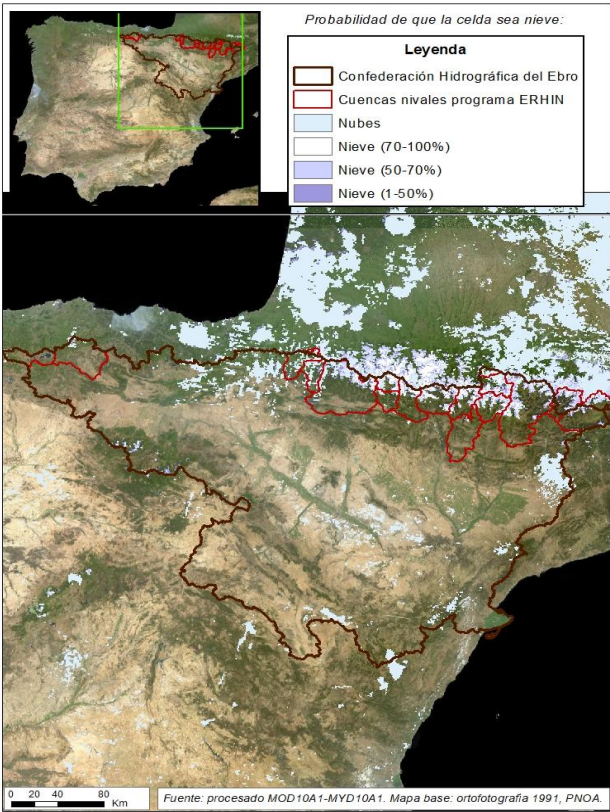 Probabilidad de que la celda sea nieve:
Leyenda
Confederación Hidrográfica del Ebro
Cuencas nivales programa ERHIN
Nubes
Nieve (70-100%)
Nieve (50-70%)
Nieve (1-50%)
0 20 40 80
Km
Fuente: procesado MOD10A1-MYD10A1. Mapa base: ortofotografia 1991, PNOA.